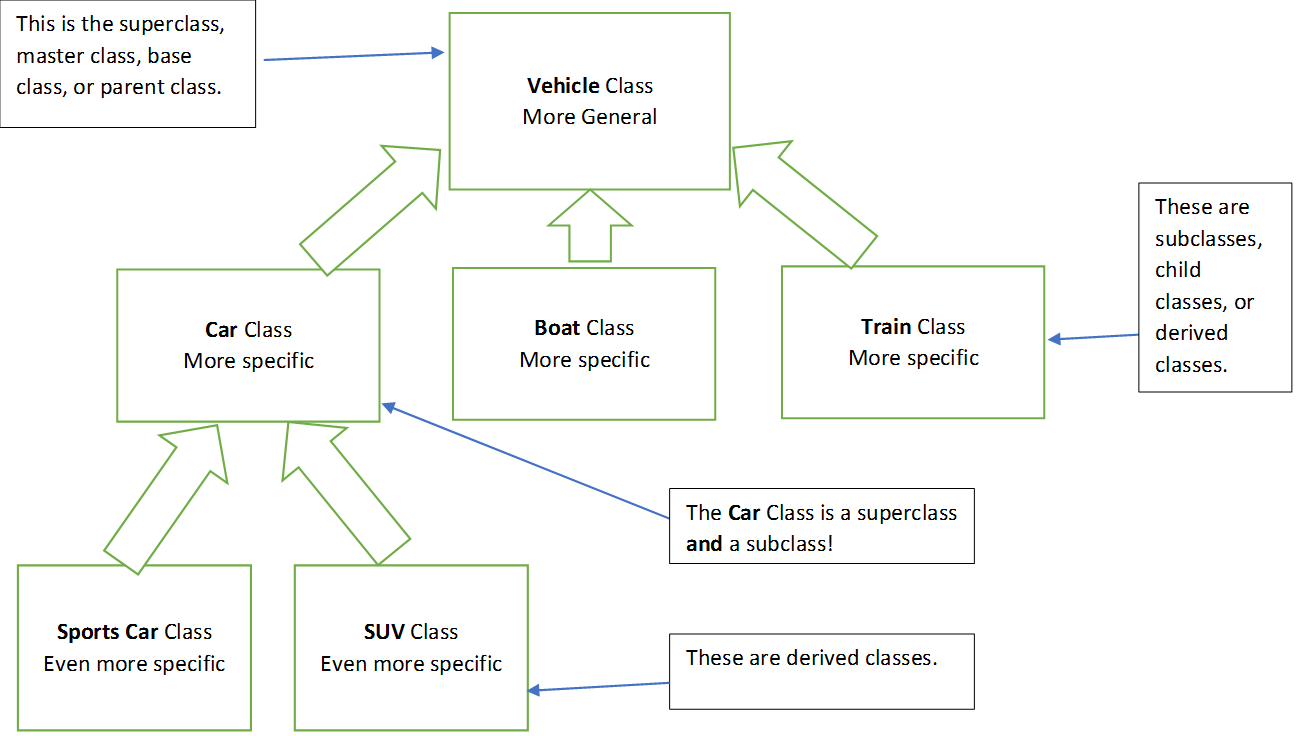 This is the superclass,
master class, base
class, or parent class.
Vehicle Class
More General
These are
subclasses,
child
classes, or
derived
classes.
Car Class
More specific
Boat Class
More specific
Train Class
More specific
The Car Class is a superclass
and a subclass!
Sports Car Class
Even more specific
SUV Class
Even more specific
These are derived classes.